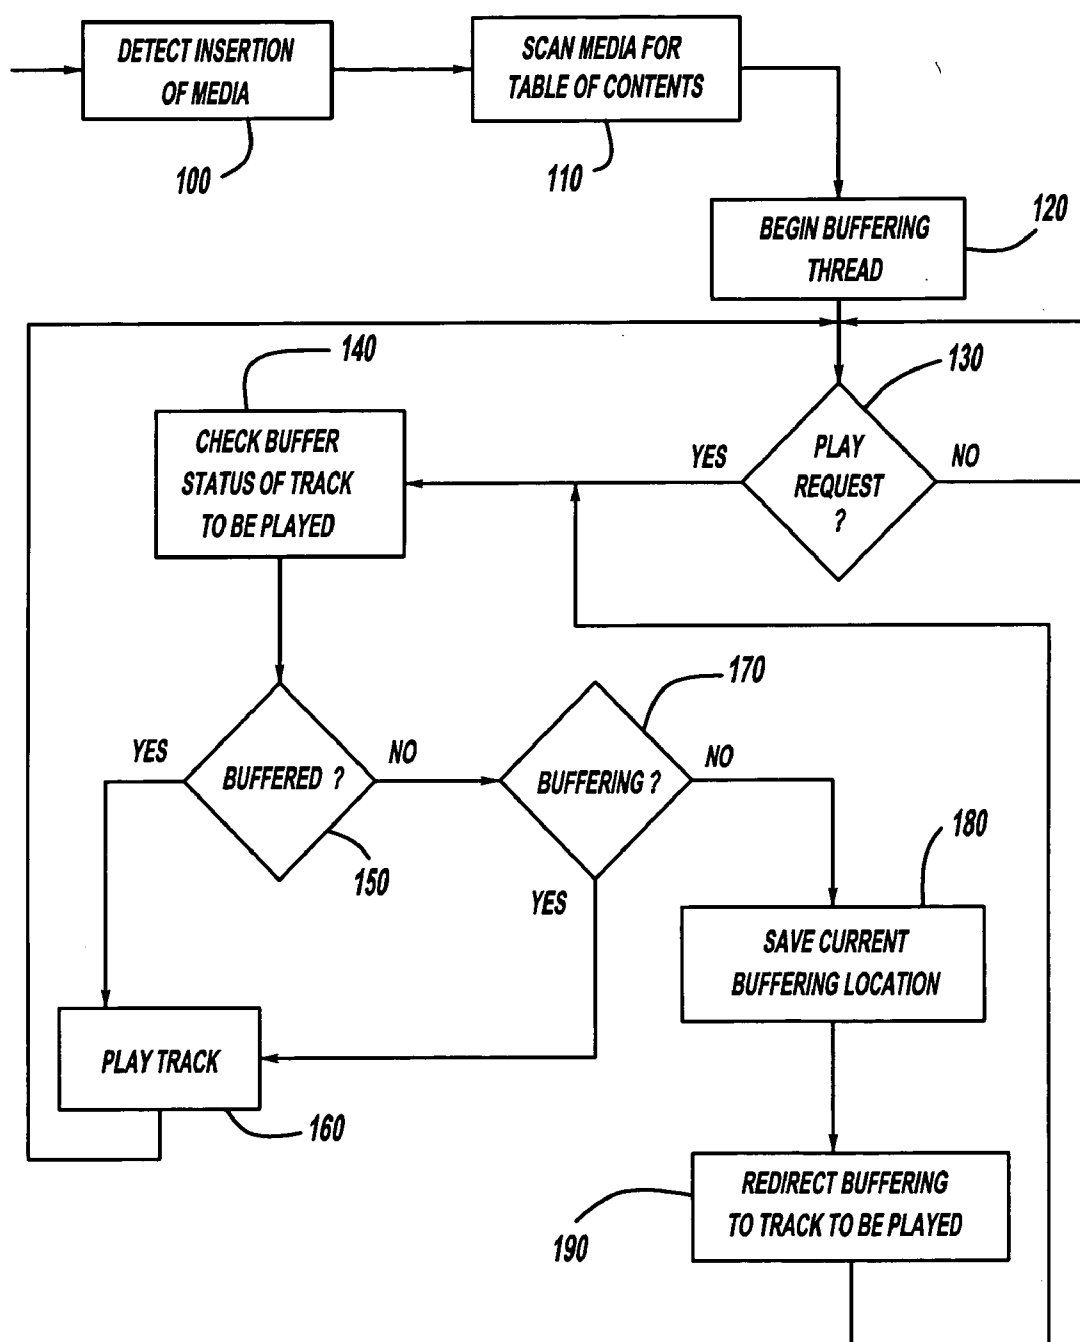 DETECT INSERTION
OF MEDIA
100
SCAN MEDIA FOR
TABLE OF CONTENTS
110
BEGIN BUFFERING
THREAD
120
130
PLAY
REQUEST
?
YES
NO
140
CHECK BUFFER
STATUS OF TRACK
TO BE PLAYED
BUFFERED ?
YES
NO
150
170
BUFFERING ?
NO
YES
180
SAVE CURRENT
BUFFERING LOCATION
PLAY TRACK
160
REDIRECT BUFFERING
TO TRACK TO BE PLAYED
190